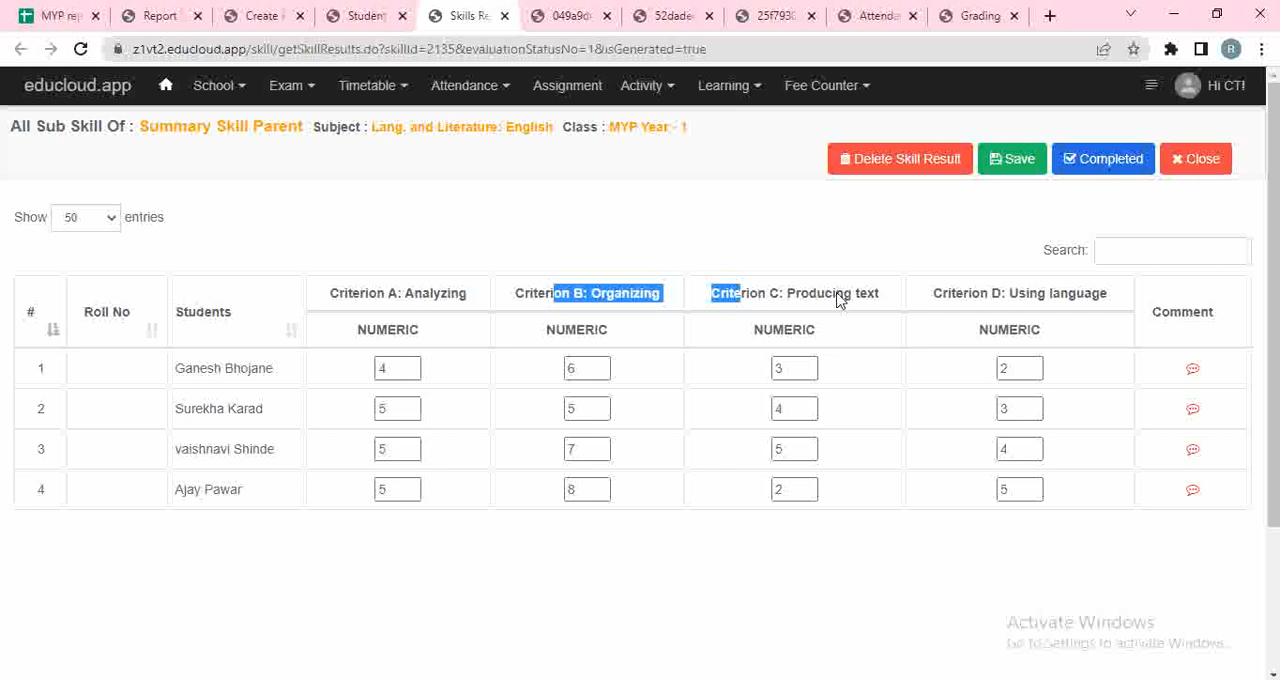 MYP rep Report Create Student Skills Re 049a9d 52dade 25f793 Attenda Grading
z1vt2.educloud.app/skill/getSkillResults.do?skillId=2135&evaluationStatusNo=1&isGenerated=true R
educloud.app School Exam Timetable Attendance Assignment Activity Learning Fee Counter Hi CT!
All Sub Skill Of : Summary Skill Parent Subject : Lang. and Literature: English Class : MYP Year - 1
Delete Skill Result Save Completed Close
Show 50 entries
Search:
# Roll No Students Criterion A: Analyzing Criterion B: Organizing Criterion C: Producing text Criterion D: Using language Comment
NUMERIC NUMERIC NUMERIC NUMERIC
1 Ganesh Bhojane 4 6 3 2
2 Surekha Karad 5 5 4 3
3 vaishnavi Shinde 5 7 5 4
4 Ajay Pawar 5 8 2 5
Activate Windows
Go to Settings to activate Windows.